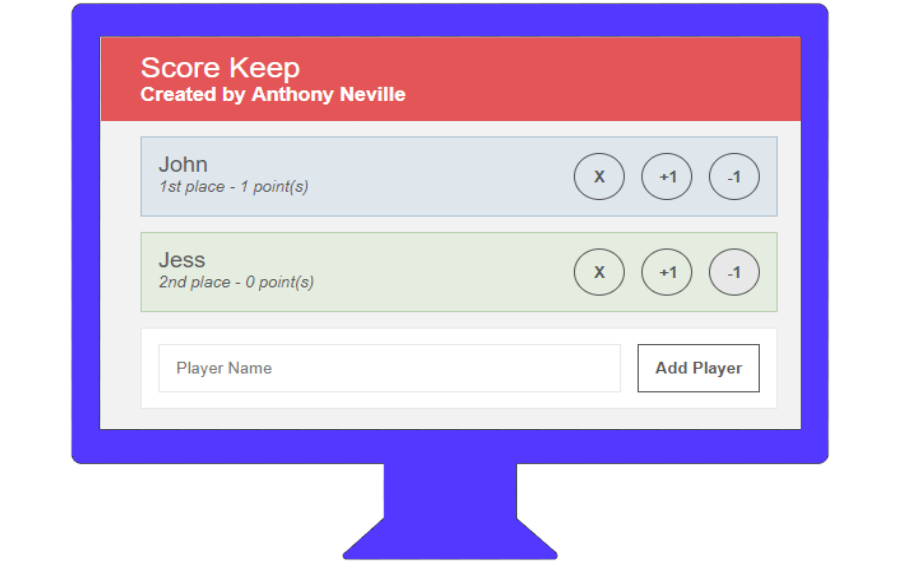 Score Keep
Created by Anthony Neville
John
1st place - 1 point(s)
X +1 -1
Jess
2nd place - 0 point(s)
X +1 -1
Player Name
Add Player